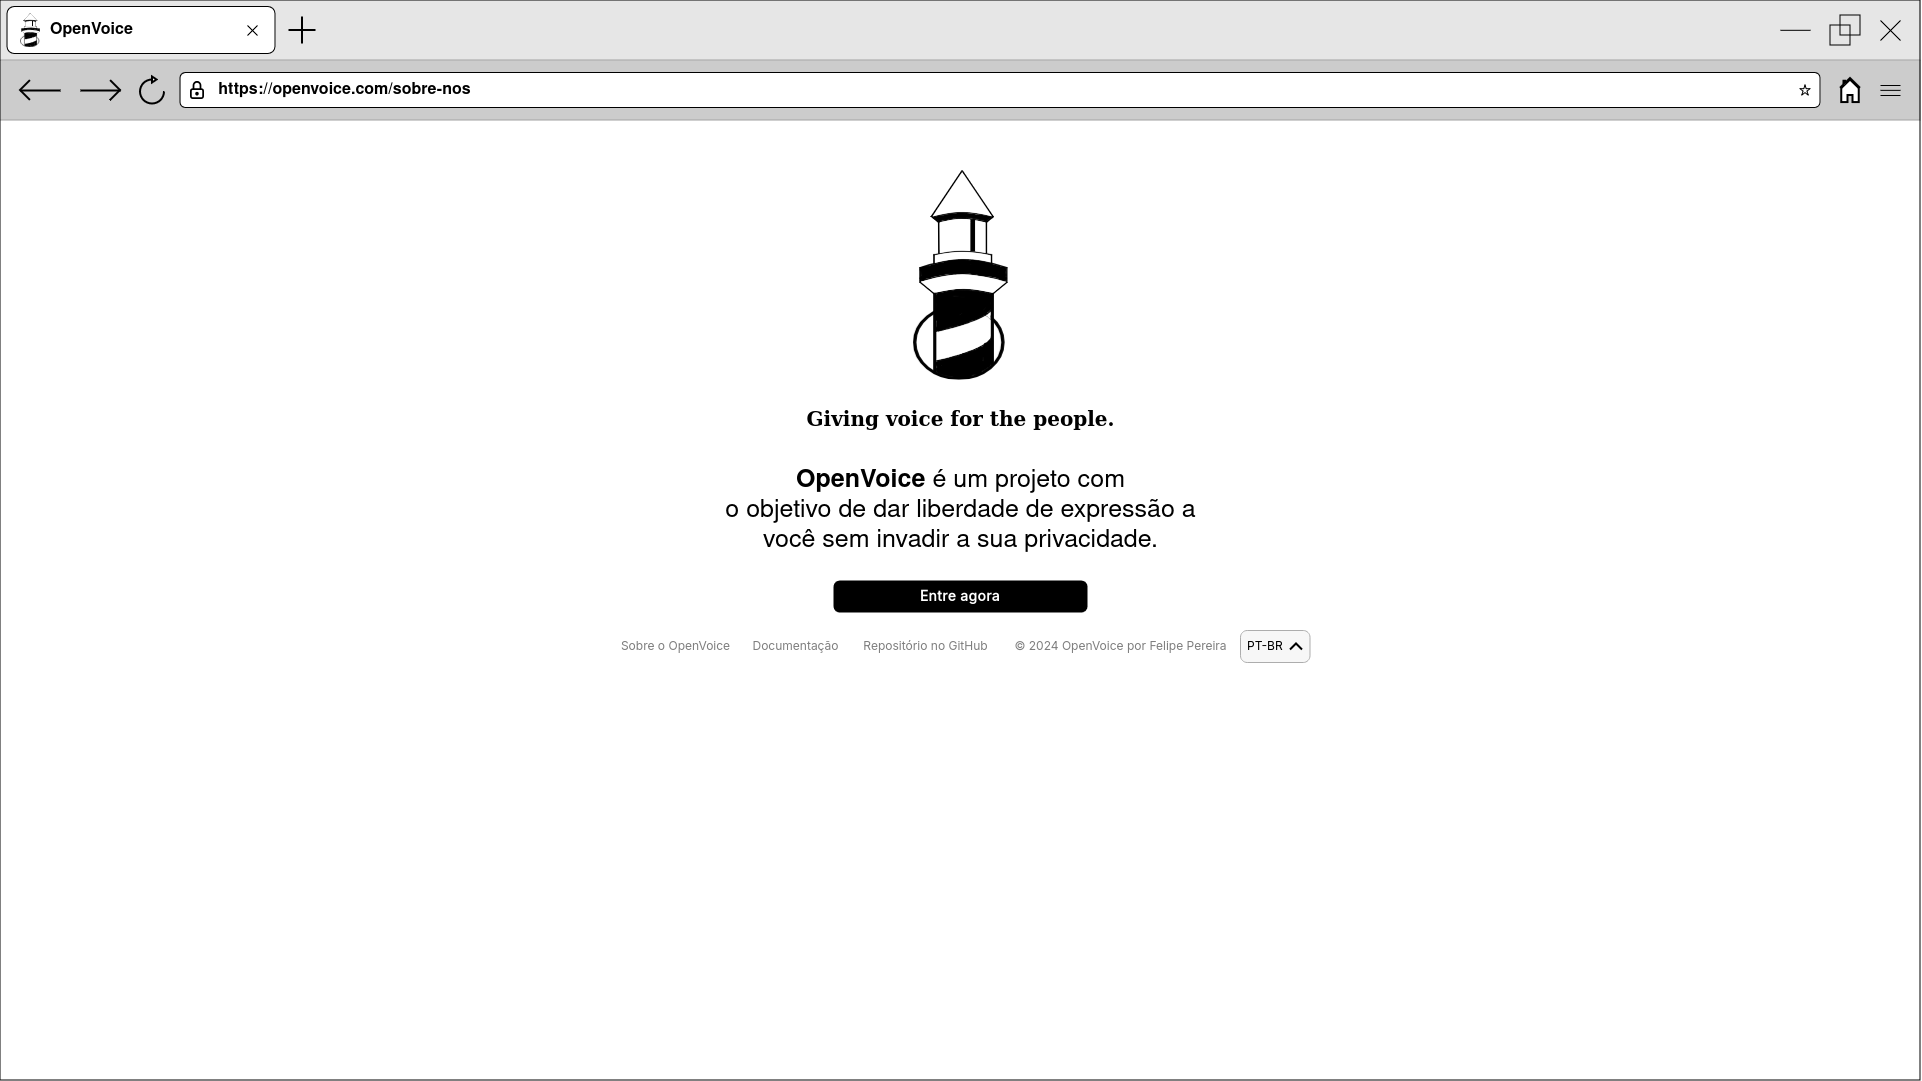 OpenVoice
https://openvoice.com/sobre-nos
Giving voice for the people.
OpenVoice é um projeto com
o objetivo de dar liberdade de expressão a
você sem invadir a sua privacidade.
Entre agora
Sobre o OpenVoice Documentação Repositório no GitHub © 2024 OpenVoice por Felipe Pereira PT-BR